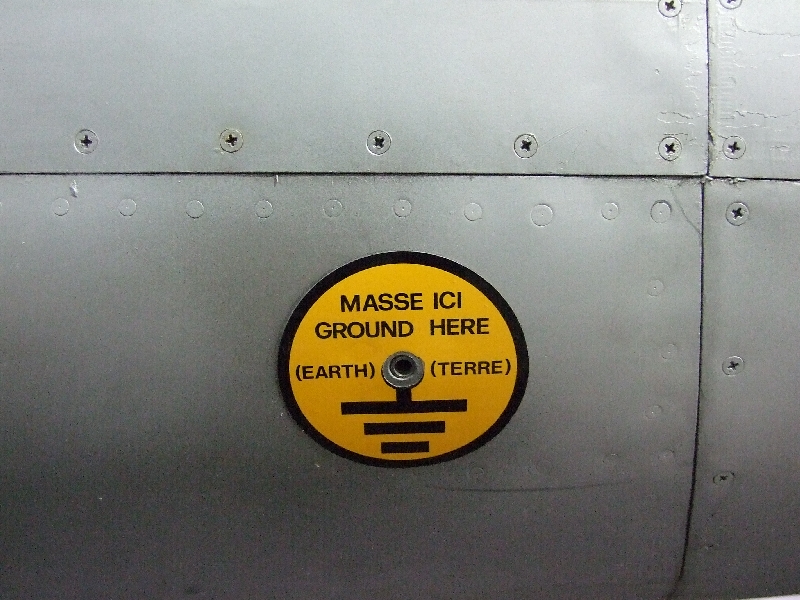 MASSE ICI
GROUND HERE
(EARTH) (TERRE)